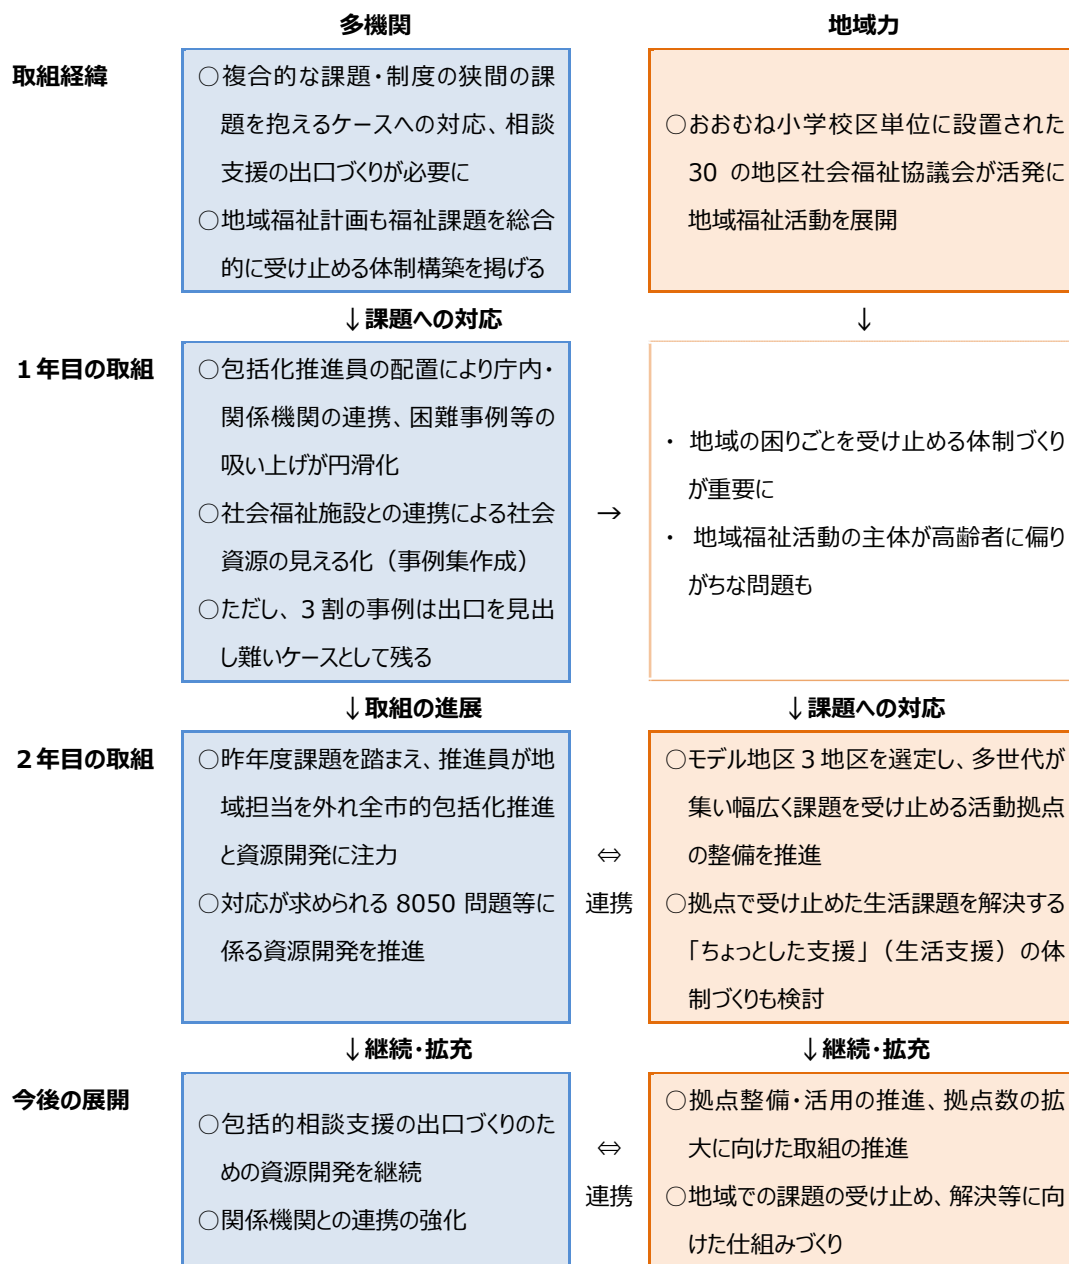 多機関
地域力
取組経緯
○複合的な課題・制度の狭間の課
題を抱えるケースへの対応、相談
支援の出口づくりが必要に
○地域福祉計画も福祉課題を総合
的に受け止める体制構築を掲げる
○おおむね小学校区単位に設置された
30 の地区社会福祉協議会が活発に
地域福祉活動を展開
↓課題への対応
↓
1年目の取組
○包括化推進員の配置により庁内・
関係機関の連携、困難事例等の
吸い上げが円滑化
○社会福祉施設との連携による社会
資源の見える化（事例集作成）
○ただし、3割の事例は出口を見出
し難いケースとして残る
→
・ 地域の困りごとを受け止める体制づくり
が重要に
・ 地域福祉活動の主体が高齢者に偏り
がちな問題も
↓取組の進展
↓課題への対応
2年目の取組
○昨年度課題を踏まえ、推進員が地
域担当を外れ全市的包括化推進
と資源開発に注力
○対応が求められる 8050 問題等に
係る資源開発を推進
⇔
連携
○モデル地区3地区を選定し、多世代が
集い幅広く課題を受け止める活動拠点
の整備を推進
○拠点で受け止めた生活課題を解決する
「ちょっとした支援」（生活支援）の体
制づくりも検討
↓継続・拡充
↓継続・拡充
今後の展開
○包括的相談支援の出口づくりのた
めの資源開発を継続
○関係機関との連携の強化
⇔
連携
○拠点整備・活用の推進、拠点数の拡
大に向けた取組の推進
○地域での課題の受け止め、解決等に向
けた仕組みづくり